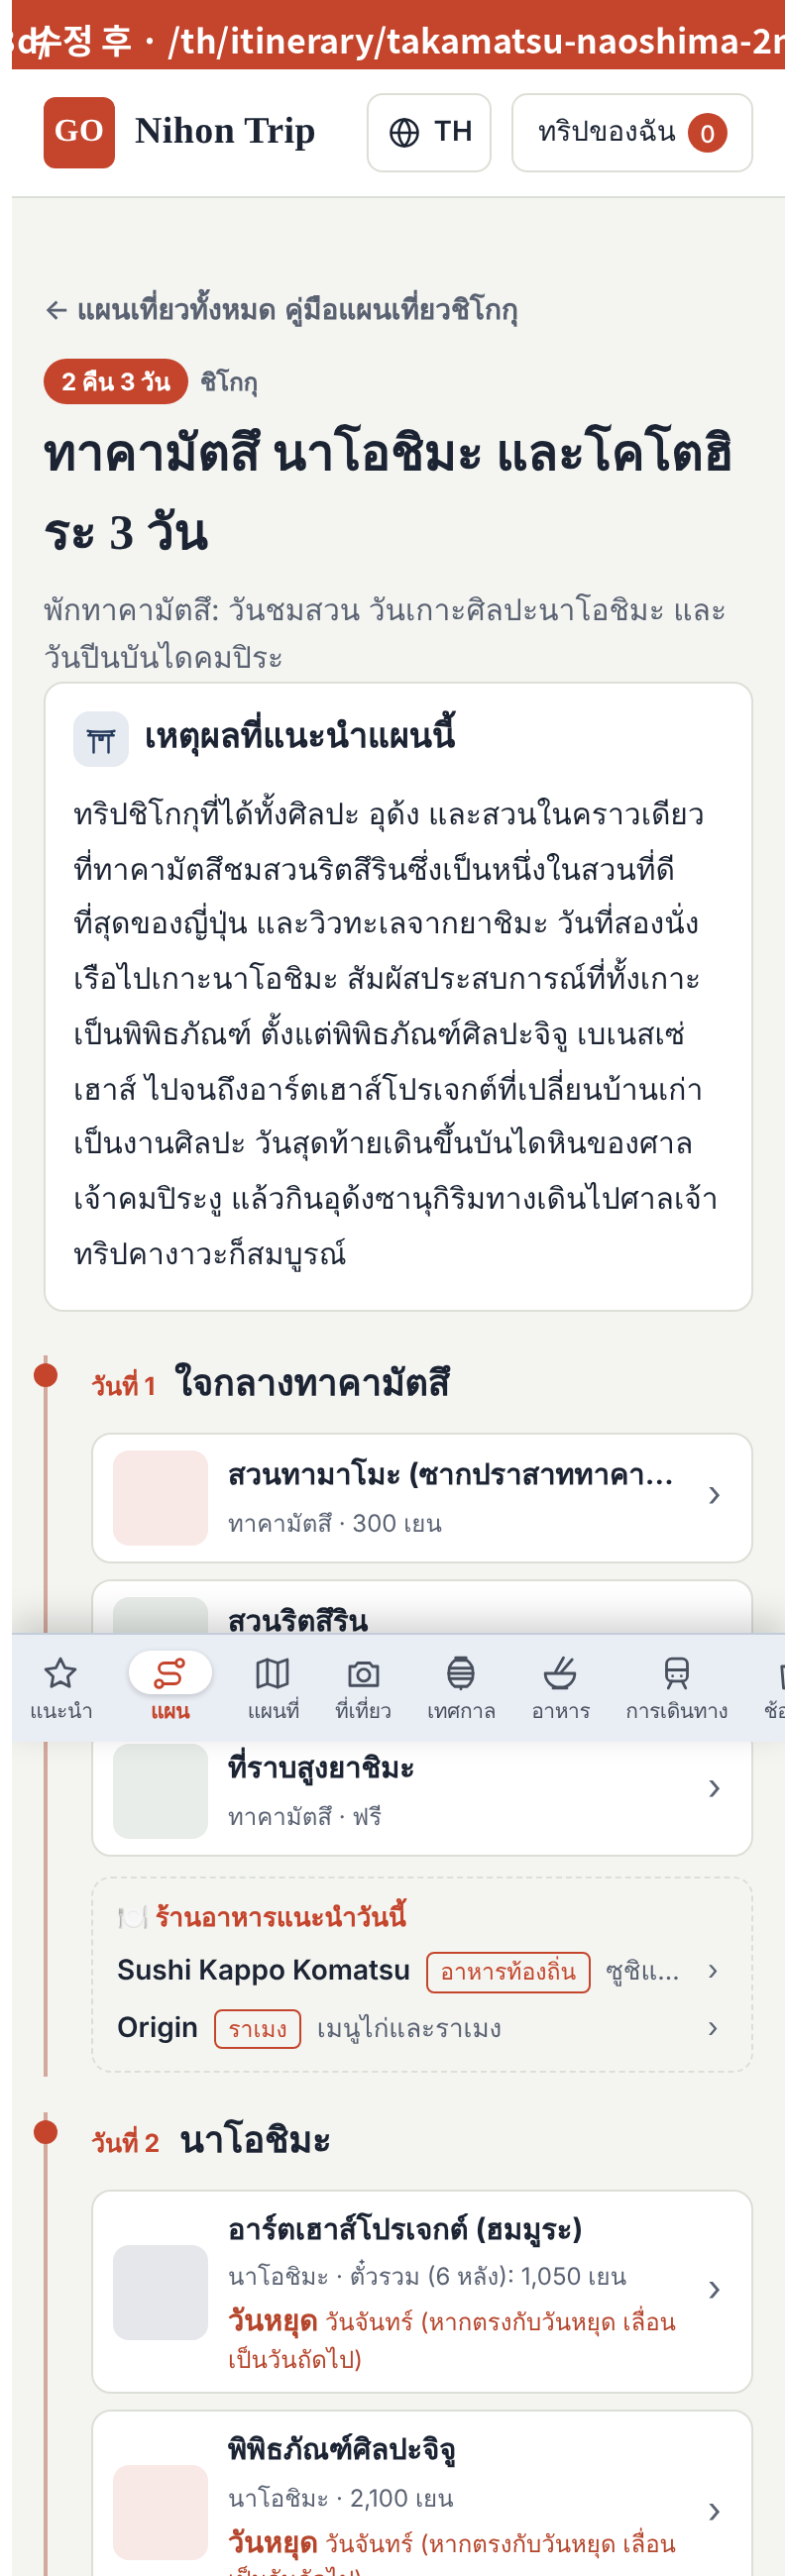 수정 후 · /th/itinerary/takamatsu-naoshima-2n
GO Nihon Trip TH ทริปของฉัน 0
← แผนเที่ยวทั้งหมด คู่มือแผนเที่ยวชิโกกุ
2 คืน 3 วัน ชิโกกุ
ทาคามัตสึ นาโอชิมะ และโคโตฮิ
ระ 3 วัน
พักทาคามัตสึ: วันชมสวน วันเกาะศิลปะนาโอชิมะ และ
วันปีนบันไดคมปิระ
เหตุผลที่แนะนำแผนนี้
ทริปชิโกกุที่ได้ทั้งศิลปะ อุด้ง และสวนในคราวเดียว
ที่ทาคามัตสึชมสวนริตสึรินซึ่งเป็นหนึ่งในสวนที่ดี
ที่สุดของญี่ปุ่น และวิวทะเลจากยาชิมะ วันที่สองนั่ง
เรือไปเกาะนาโอชิมะ สัมผัสประสบการณ์ที่ทั้งเกาะ
เป็นพิพิธภัณฑ์ ตั้งแต่พิพิธภัณฑ์ศิลปะจิจู เบเนสเซ่
เฮาส์ ไปจนถึงอาร์ตเฮาส์โปรเจกต์ที่เปลี่ยนบ้านเก่า
เป็นงานศิลปะ วันสุดท้ายเดินขึ้นบันไดหินของศาล
เจ้าคมปิระงู แล้วกินอุด้งซานุกิริมทางเดินไปศาลเจ้า
ทริปคางาวะก็สมบูรณ์
วันที่ 1 ใจกลางทาคามัตสึ
สวนทามาโมะ (ซากปราสาททาคา...
ทาคามัตสึ · 300 เยน
สวนริตสึริน
แนะนำ แผน แผนที่ ที่เที่ยว เทศกาล อาหาร การเดินทาง
ที่ราบสูงยาชิมะ
ทาคามัตสึ · ฟรี
🍽️ ร้านอาหารแนะนำวันนี้
Sushi Kappo Komatsu อาหารท้องถิ่น ซูชิแ...
Origin ราเมง เมนูไก่และราเมง
วันที่ 2 นาโอชิมะ
อาร์ตเฮาส์โปรเจกต์ (ฮมมูระ)
นาโอชิมะ · ตั๋วรวม (6 หลัง): 1,050 เยน
วันหยุด วันจันทร์ (หากตรงกับวันหยุด เลื่อน
เป็นวันถัดไป)
พิพิธภัณฑ์ศิลปะจิจู
นาโอชิมะ · 2,100 เยน
วันหยุด วันจันทร์ (หากตรงกับวันหยุด เลื่อน